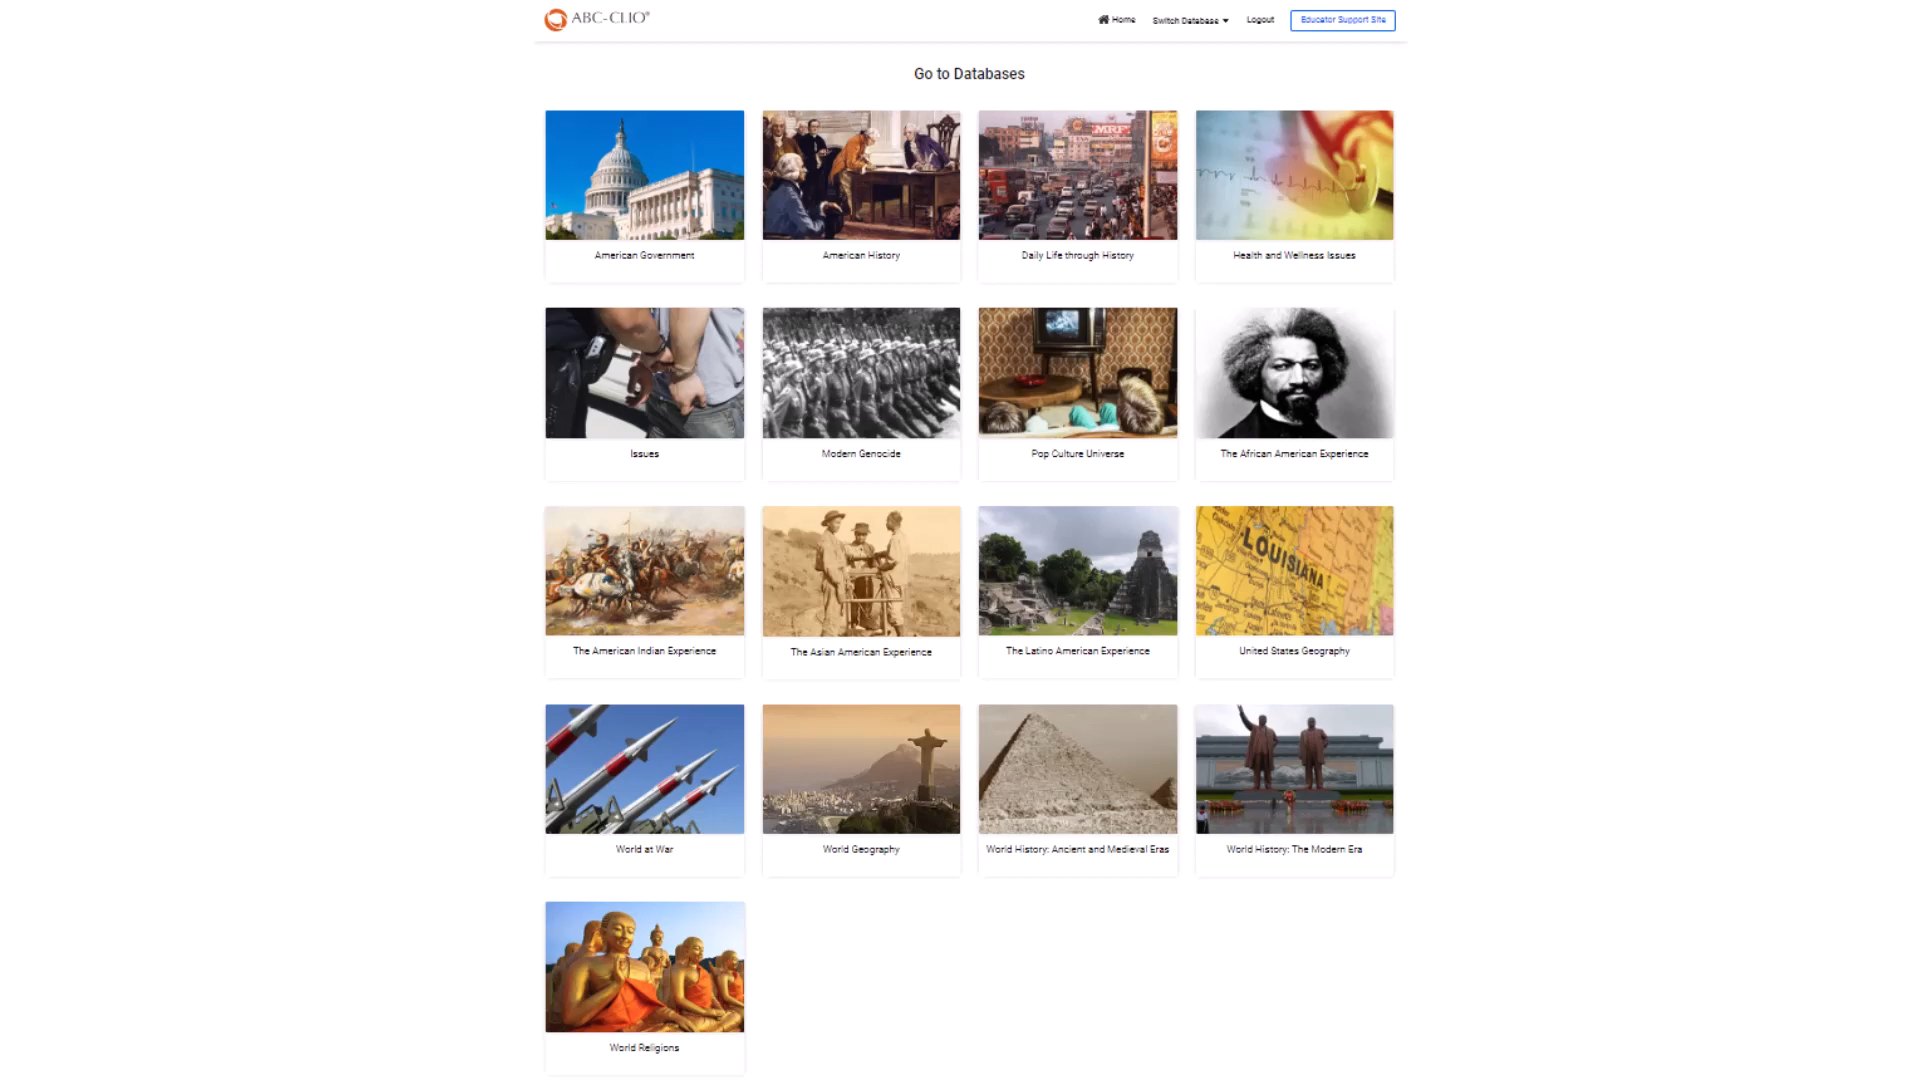 ABC-CLIO®
Home Switch Database Logout Educator Support Site
Go to Databases
MRF
American Government
American History
Daily Life through History
Health and Wellness Issues
Issues
Modern Genocide
Pop Culture Universe
The African American Experience
LOUISIANA
The American Indian Experience
The Asian American Experience
The Latino American Experience
United States Geography
World at War
World Geography
World History: Ancient and Medieval Eras
World History: The Modern Era
World Religions